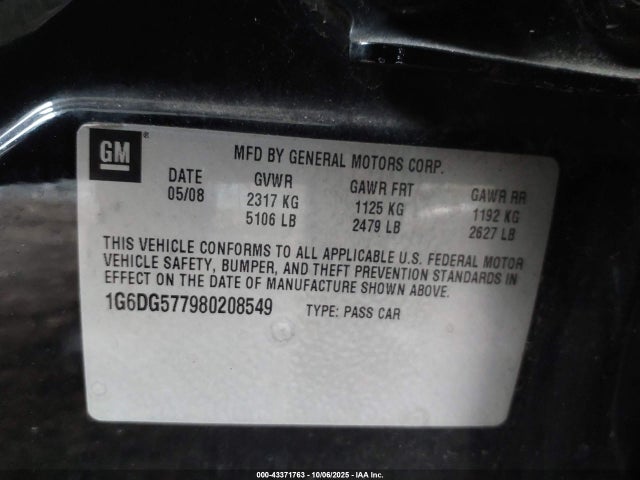 GM ®
MFD BY GENERAL MOTORS CORP.
DATE GVWR GAWR FRT GAWR RR
05/08 2317 KG 1125 KG 1192 KG
5106 LB 2479 LB 2627 LB
THIS VEHICLE CONFORMS TO ALL APPLICABLE U.S. FEDERAL MOTOR
VEHICLE SAFETY, BUMPER, AND THEFT PREVENTION STANDARDS IN
EFFECT ON THE DATE OF MANUFACTURE SHOWN ABOVE.
1G6DG577980208549 TYPE: PASS CAR
000-43371763 - 10/06/2025 - IAA Inc.